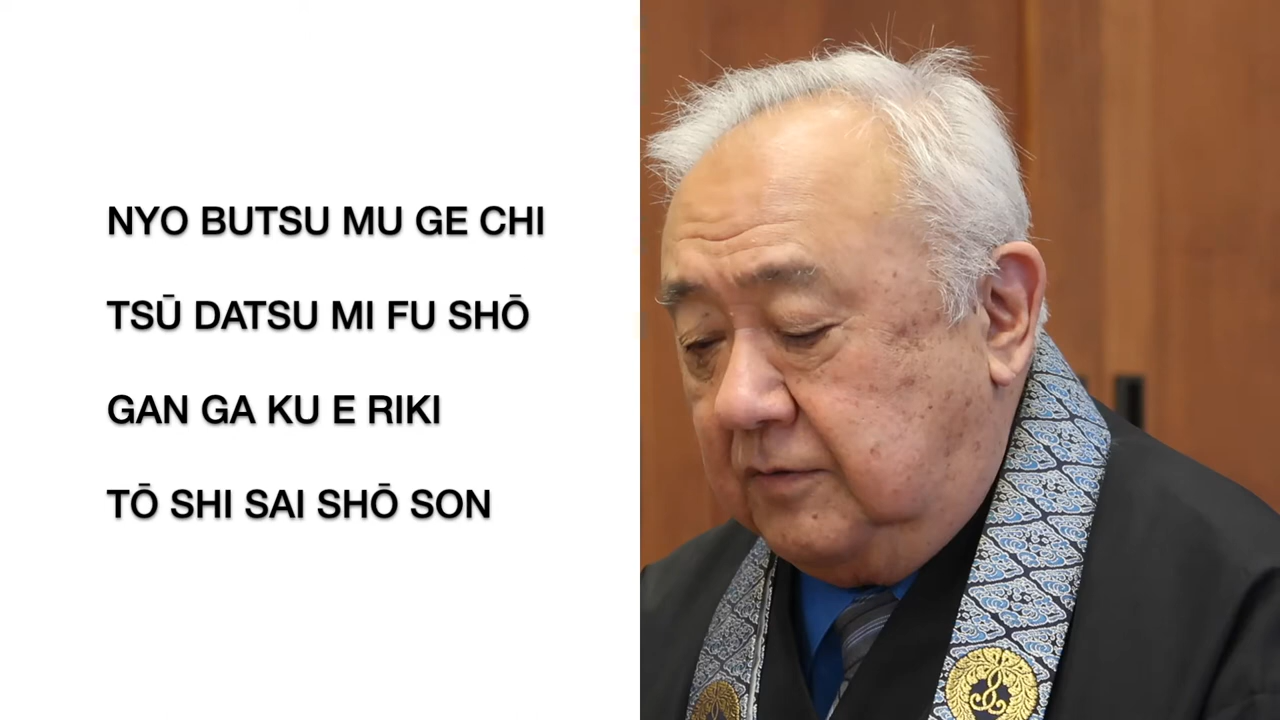 NYO BUTSU MU GE CHI
TSŪ DATSU MI FU SHŌ
GAN GA KU E RIKI
TŌ SHI SAI SHŌ SON